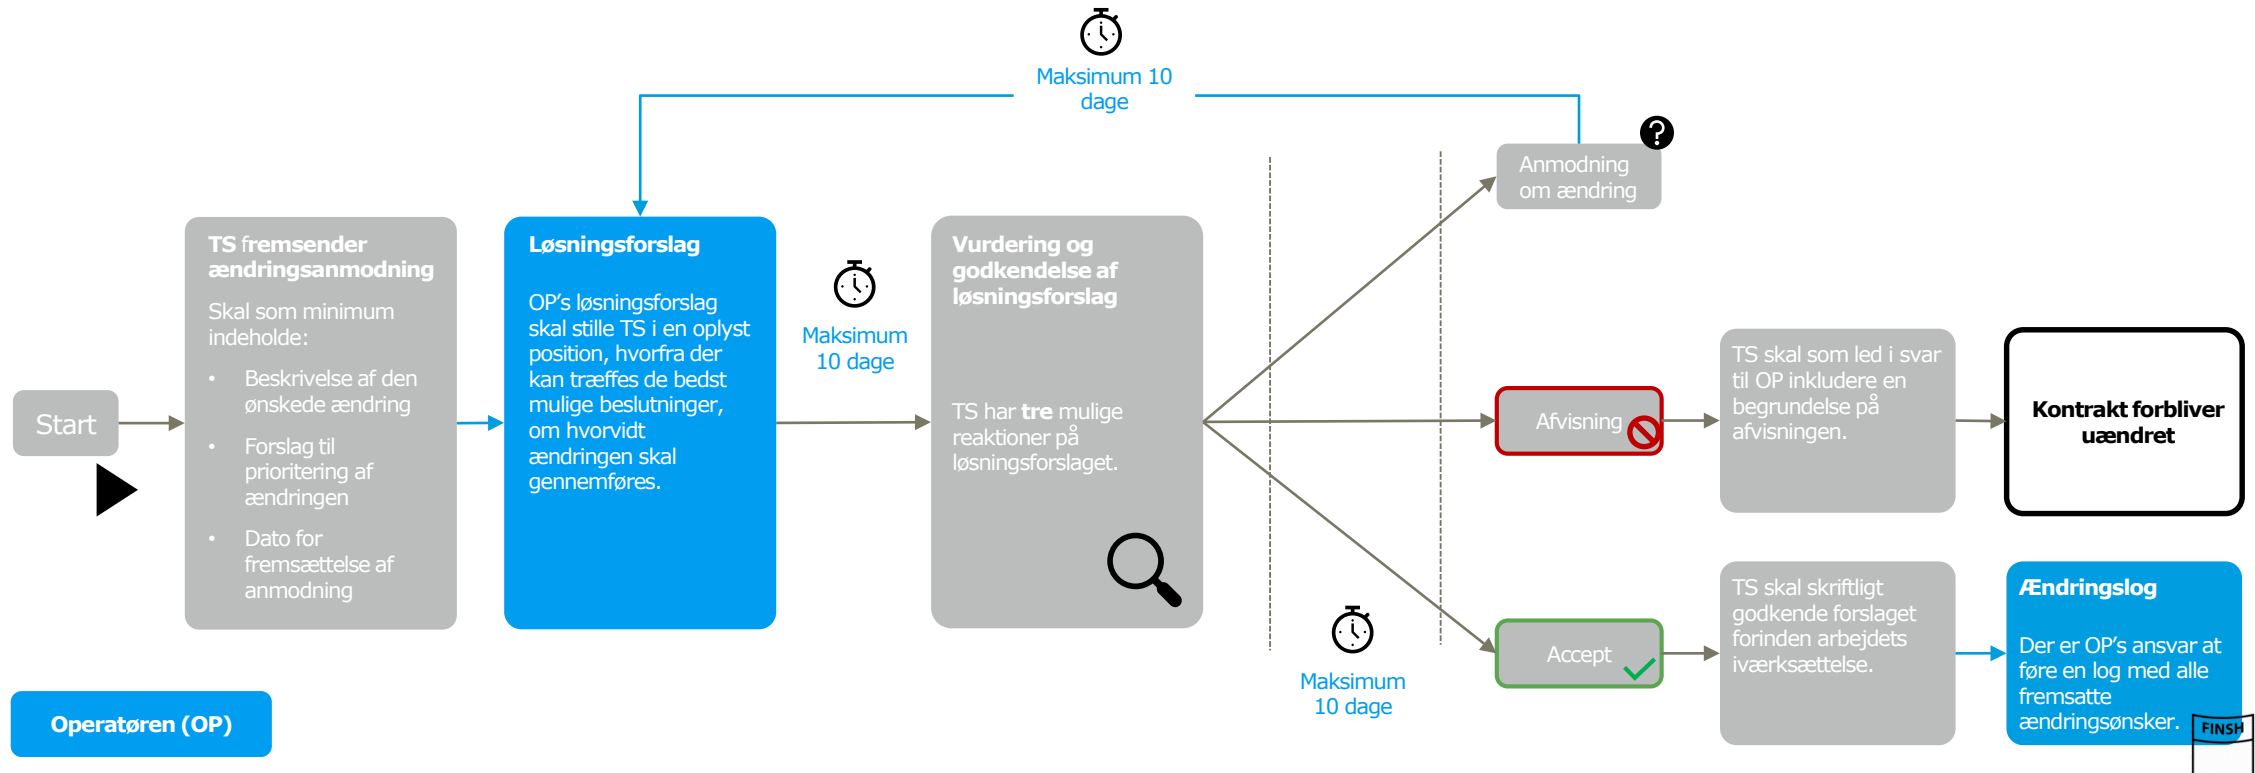 Maksimum 10
dage
Anmodning
om ændring
Start
TS fremsender
ændringsanmodning
Skal som minimum
indeholde:
• Beskrivelse af den
ønskede ændring
• Forslag til
prioritering af
ændringen
• Dato for
fremsættelse af
anmodning
Løsningsforslag
OP's løsningsforslag
skal stille TS i en oplyst
position, hvorfra der
kan træffes de bedst
mulige beslutninger,
om hvorvidt
ændringen skal
gennemføres.
Maksimum
10 dage
Vurdering og
godkendelse af
løsningsforslag
TS har tre mulige
reaktioner på
løsningsforslaget.
Maksimum
10 dage
Afvisning
TS skal som led i svar
til OP inkludere en
begrundelse på
afvisningen.
Kontrakt forbliver
uændret
Accept
TS skal skriftligt
godkende forslaget
forinden arbejdets
iværksættelse.
Ændringslog
Der er OP's ansvar at
føre en log med alle
fremsatte
ændringsønsker.
FINSH
Operatøren (OP)